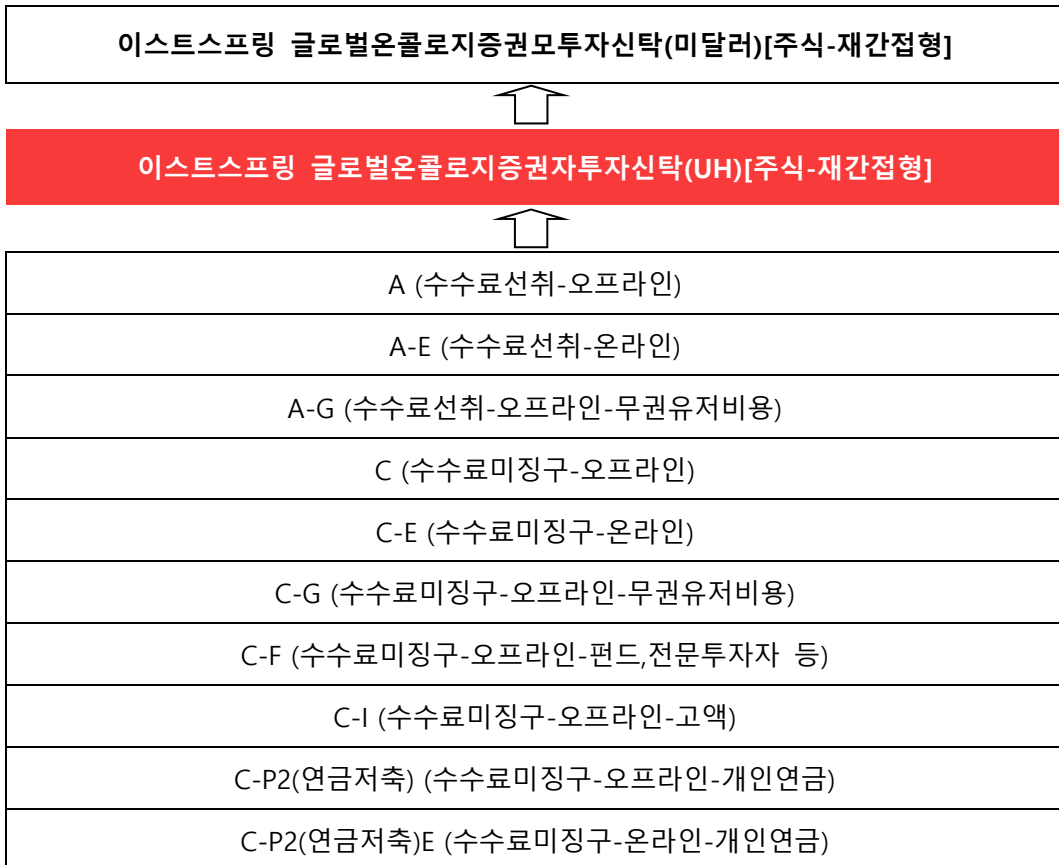 이스트스프링 글로벌온콜로지증권모투자신탁(미달러)[주식-재간접형]
이스트스프링 글로벌온콜로지증권자투자신탁(UH)[주식-재간접형]
A (수수료선취-오프라인)
A-E (수수료선취-온라인)
A-G (수수료선취-오프라인-무권유저비용)
C (수수료미징구-오프라인)
C-E (수수료미징구-온라인)
C-G (수수료미징구-오프라인-무권유저비용)
C-F (수수료미징구-오프라인-펀드,전문투자자 등)
C-I (수수료미징구-오프라인-고액)
C-P2(연금저축) (수수료미징구-오프라인-개인연금)
C-P2(연금저축)E (수수료미징구-온라인-개인연금)